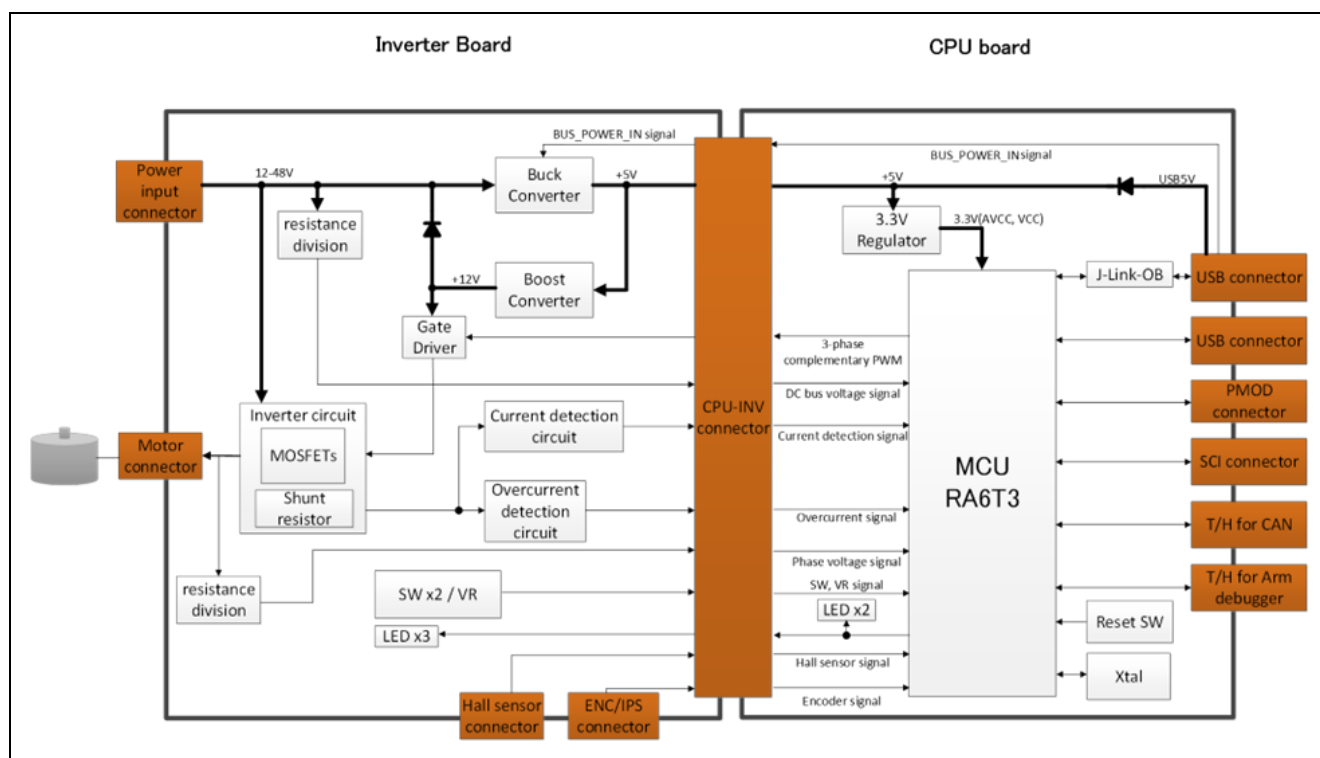 Inverter Board
CPU board
BUS_POWER_IN signal
BUS_POWER_INsignal
Power
input
connector
12-48V
Buck
Converter
+5V
+5V
USB5V
resistance
division
3.3V
Regulator
3.3V(AVCC, VCC)
+12V
Boost
Converter
J-Link-OB
USB connector
Gate
Driver
3-phase
complementary PWM
USB connector
DC bus voltage signal
PMOD
connector
CPU-INV
connector
Inverter circuit
MOSFETs
Shunt
resistor
Current detection
circuit
Current detection signal
Motor
connector
MCU
RA6T3
SCI connector
Overcurrent
detection
circuit
Overcurrent signal
T/H for CAN
Phase voltage signal
resistance
division
SW x2 / VR
SW, VR signal
T/H for Arm
debugger
LED x2
LED x3
Reset SW
Hall sensor signal
Xtal
Hall sensor
connector
ENC/IPS
connector
Encoder signal